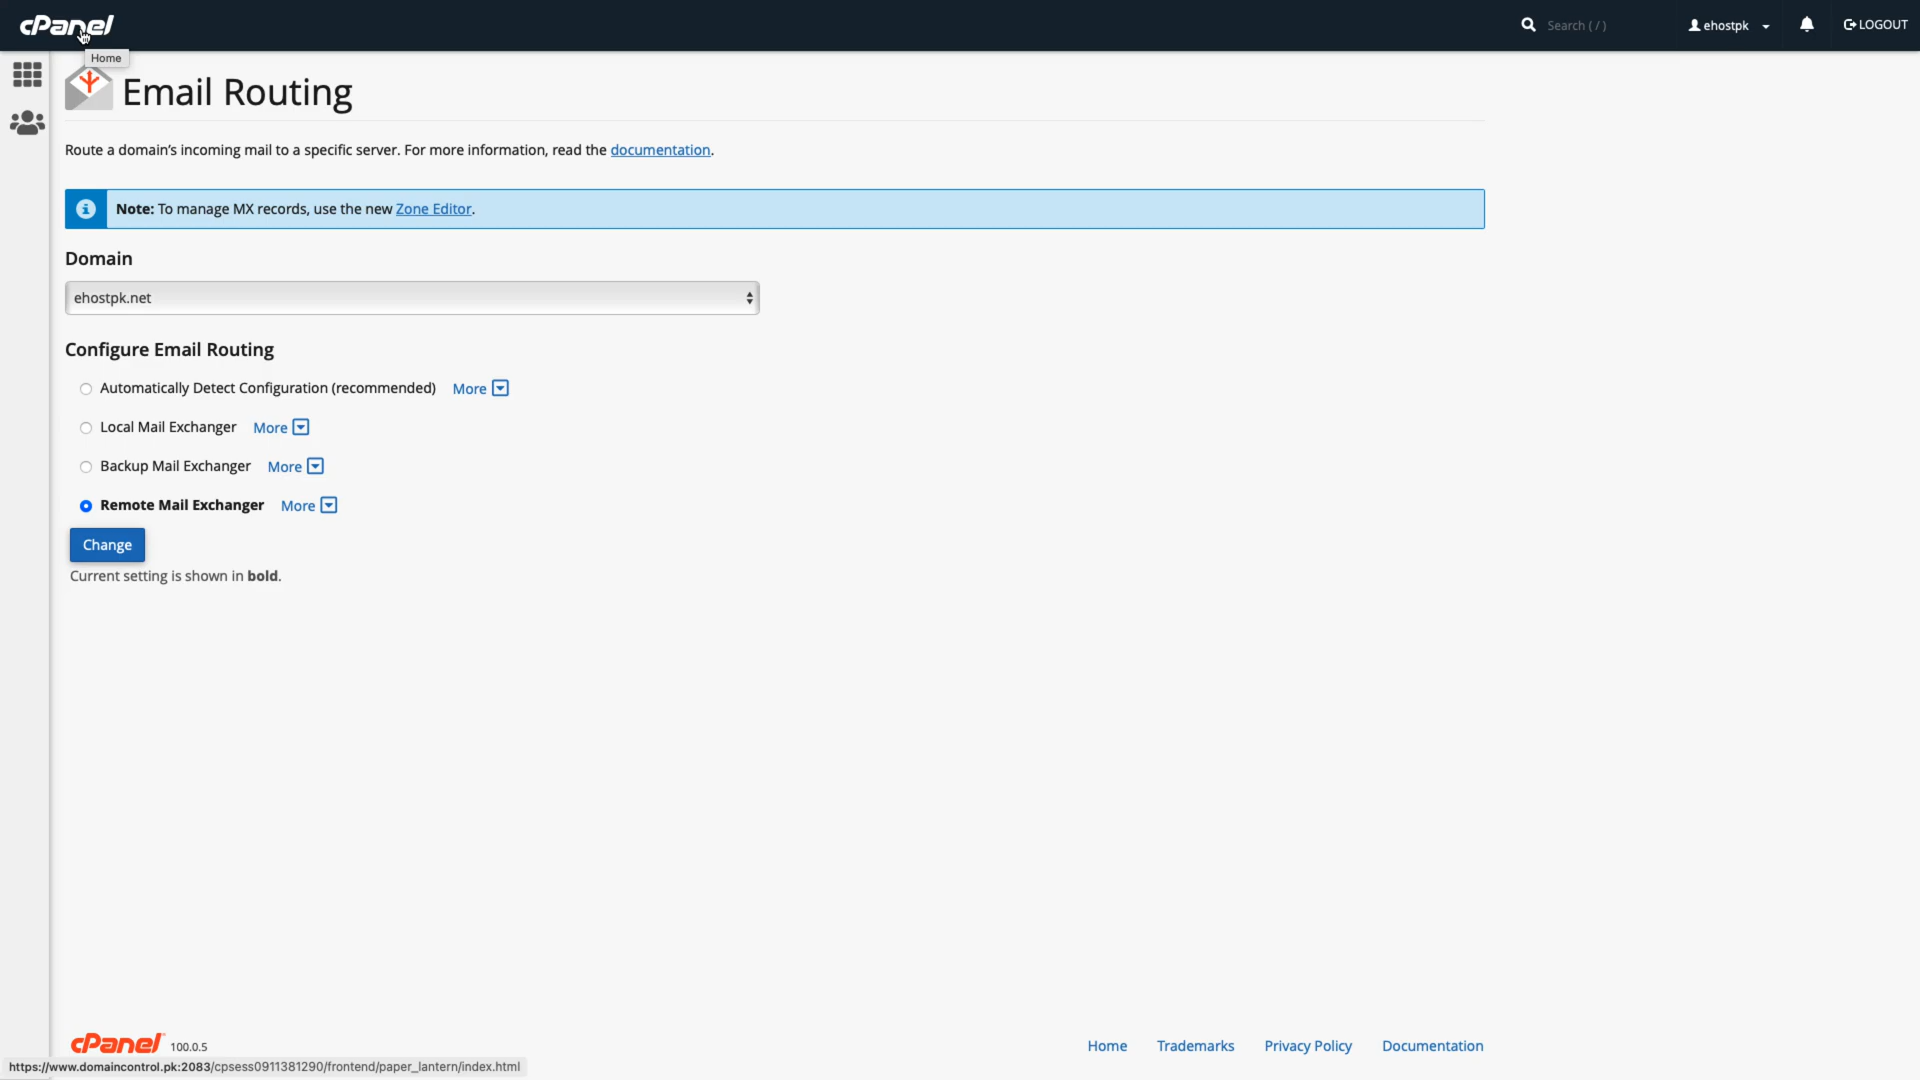 cPanel
Search ( / )
ehostpk
LOGOUT
Home
Email Routing
Route a domain's incoming mail to a specific server. For more information, read the documentation.
Note: To manage MX records, use the new Zone Editor.
Domain
ehostpk.net
Configure Email Routing
Automatically Detect Configuration (recommended) More
Local Mail Exchanger More
Backup Mail Exchanger More
Remote Mail Exchanger More
Change
Current setting is shown in bold.
cPanel 100.0.5
Home Trademarks Privacy Policy Documentation
https://www.domaincontrol.pk:2083/cpsess0911381290/frontend/paper_lantern/index.html